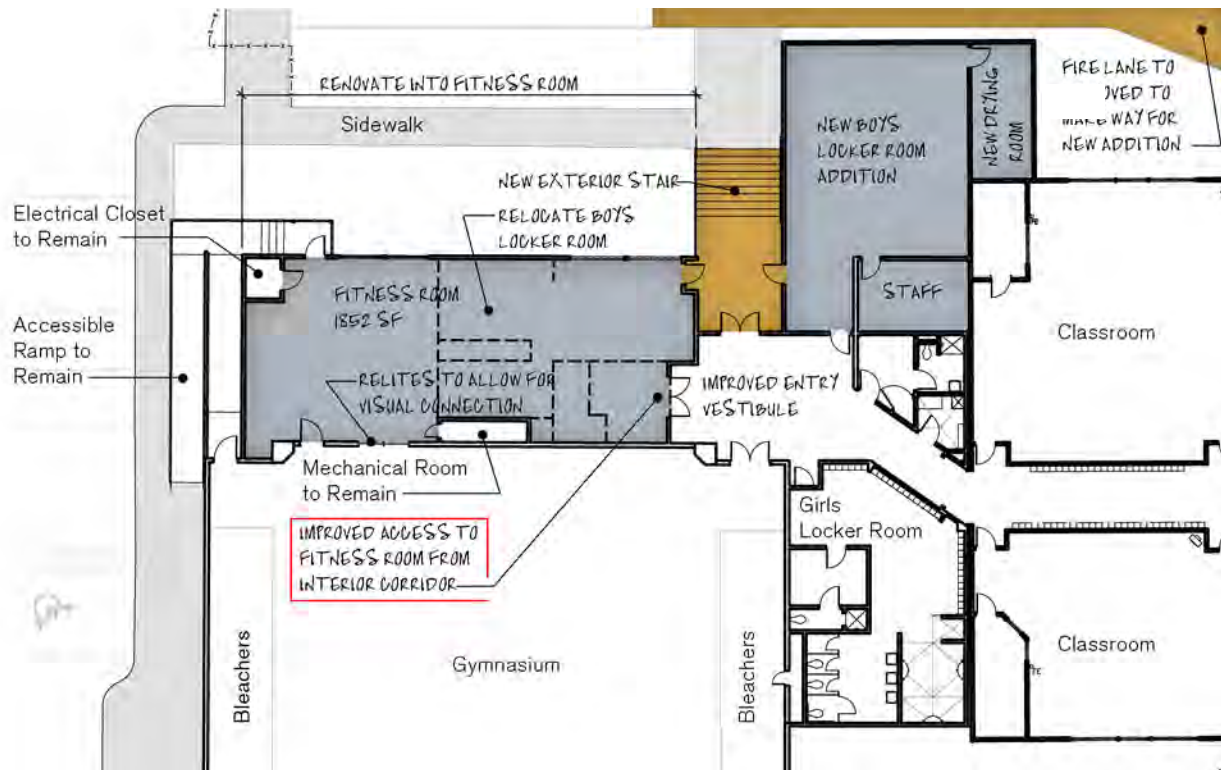 RENOVATE INTO FITNESS ROOM
Sidewalk
NEW EXTERIOR STAIR
RELOCATE BOYS
LOCKER ROOM
NEW BOYS
LOCKER ROOM
ADDITION
NEW DRYING
ROOM
FIRE LANE TO
TO
WAY FOR
NEW ADDITION
Electrical Closet
to Remain
FITNESS ROOM
1852 SF
STAFF
Accessible
Ramp to
Remain
Classroom
RELITES TO ALLOW FOR
VISUAL CONNECTION
IMPROVED ENTRY
VESTIBULE
Mechanical Room
to Remain
IMPROVED ACCESS TO
FITNESS ROOM FROM
INTERIOR CORRIDOR
Girls
Locker Room
Bleachers
Gymnasium
Bleachers
Classroom